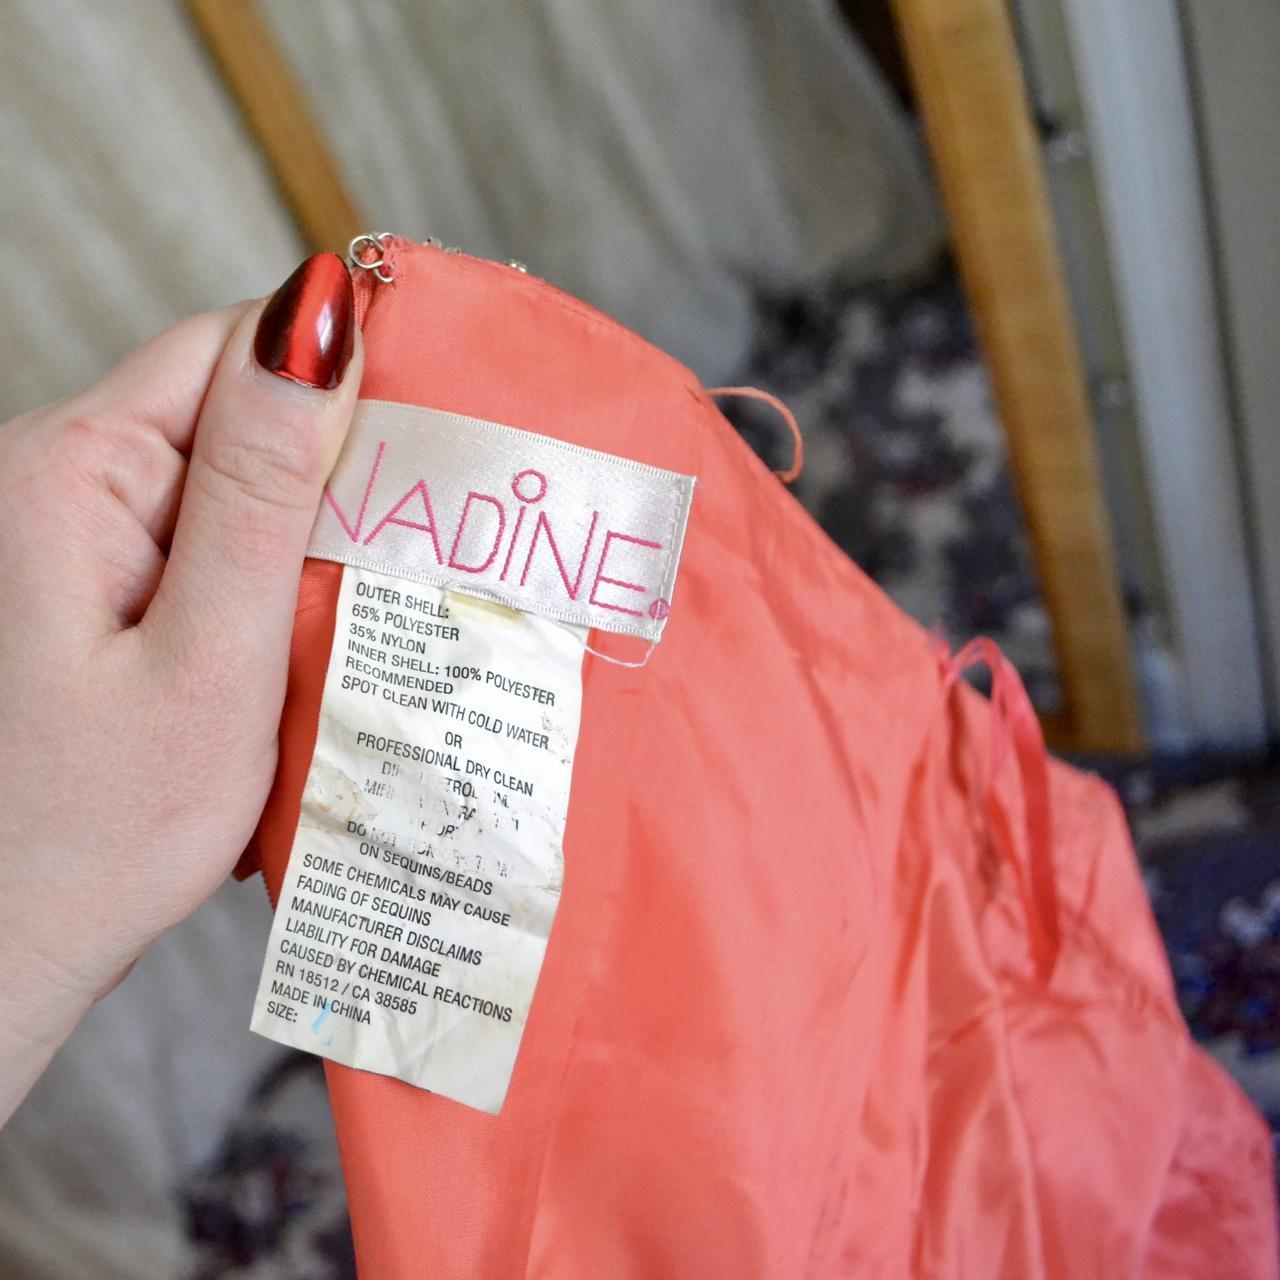 NADINE.
OUTER SHELL:
65% POLYESTER
35% NYLON
INNER SHELL: 100% POLYESTER
RECOMMENDED
SPOT CLEAN WITH COLD WATER
OR
PROFESSIONAL DRY CLEAN
DO NOT
ON SEQUINS/BEADS
SOME CHEMICALS MAY CAUSE
FADING OF SEQUINS
MANUFACTURER DISCLAIMS
LIABILITY FOR DAMAGE
CAUSED BY CHEMICAL REACTIONS
RN 18512 / CA 38585
MADE IN CHINA
SIZE: